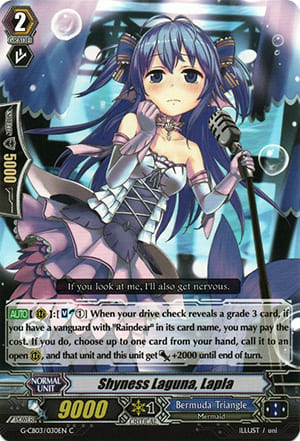 2
5000
If you look at me, I'll also get nervous.
AUTO [R]:[V 1] When your drive check reveals a grade 3 card, if
you have a vanguard with "Raindear" in its card name, you may pay the
cost. If you do, choose up to one card from your hand, call it to an
open R, and that unit and this unit get +2000 until end of turn.
NORMAL
UNIT
Shyness Laguna, Lapla
POWER
9000
1
CRITICAL
Bermuda Triangle
Mermaid
G-CB03/030EN C
ILLUST / uni